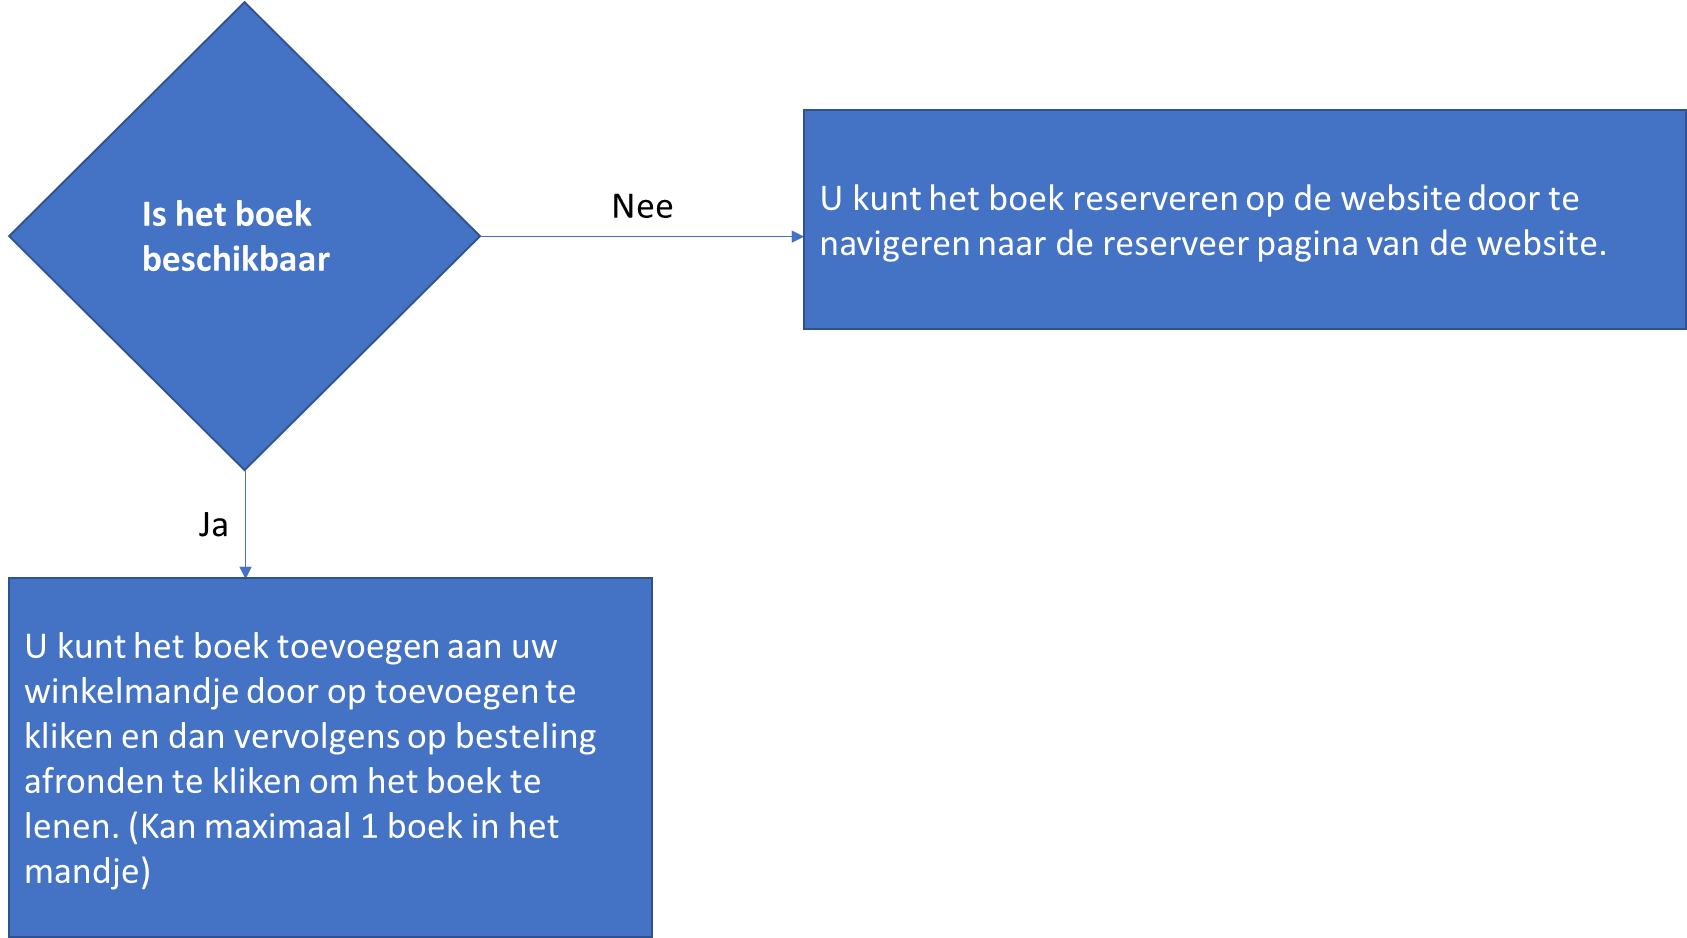 Is het boek
beschikbaar
Nee
U kunt het boek reserveren op de website door te
navigeren naar de reserveer pagina van de website.
Ja
U kunt het boek toevoegen aan uw
winkelmandje door op toevoegen te
kliken en dan vervolgens op besteling
afronden te kliken om het boek te
lenen. (Kan maximaal 1 boek in het
mandje)